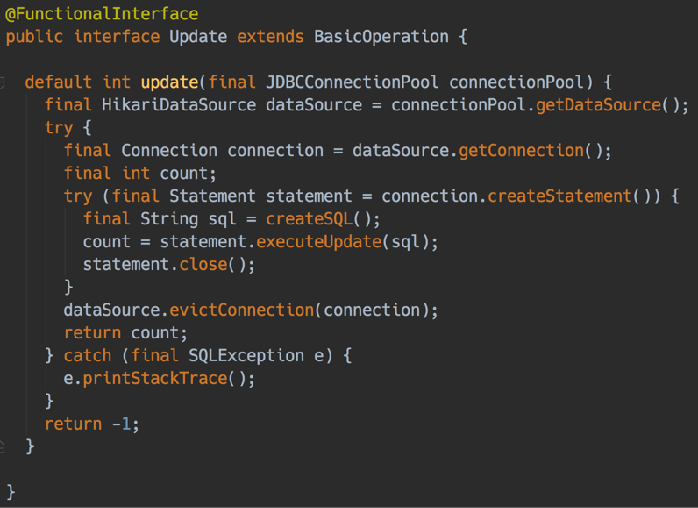 @FunctionalInterface
public interface Update extends BasicOperation {
default int update(final JDBCConnectionPool connectionPool) {
final HikariDataSource dataSource = connectionPool.getDataSource();
try {
final Connection connection = dataSource.getConnection();
final int count;
try (final Statement statement = connection.createStatement()) {
final String sql = createSQL();
count = statement.executeUpdate(sql);
statement.close();
}
dataSource.evictConnection(connection);
return count;
} catch (final SQLException e) {
e.printStackTrace();
}
return -1;
}
}